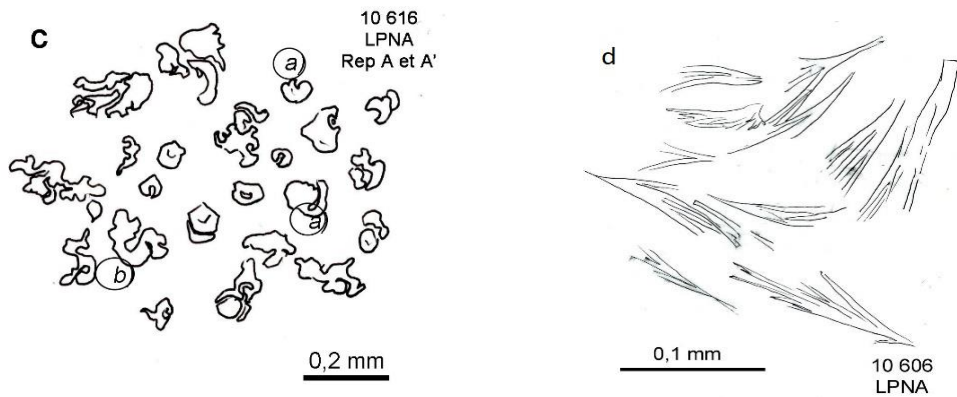 C
10 616
LPNA
Rep A et A'
a
a
b
0,2 mm
d
0,1 mm
10 606
LPNA